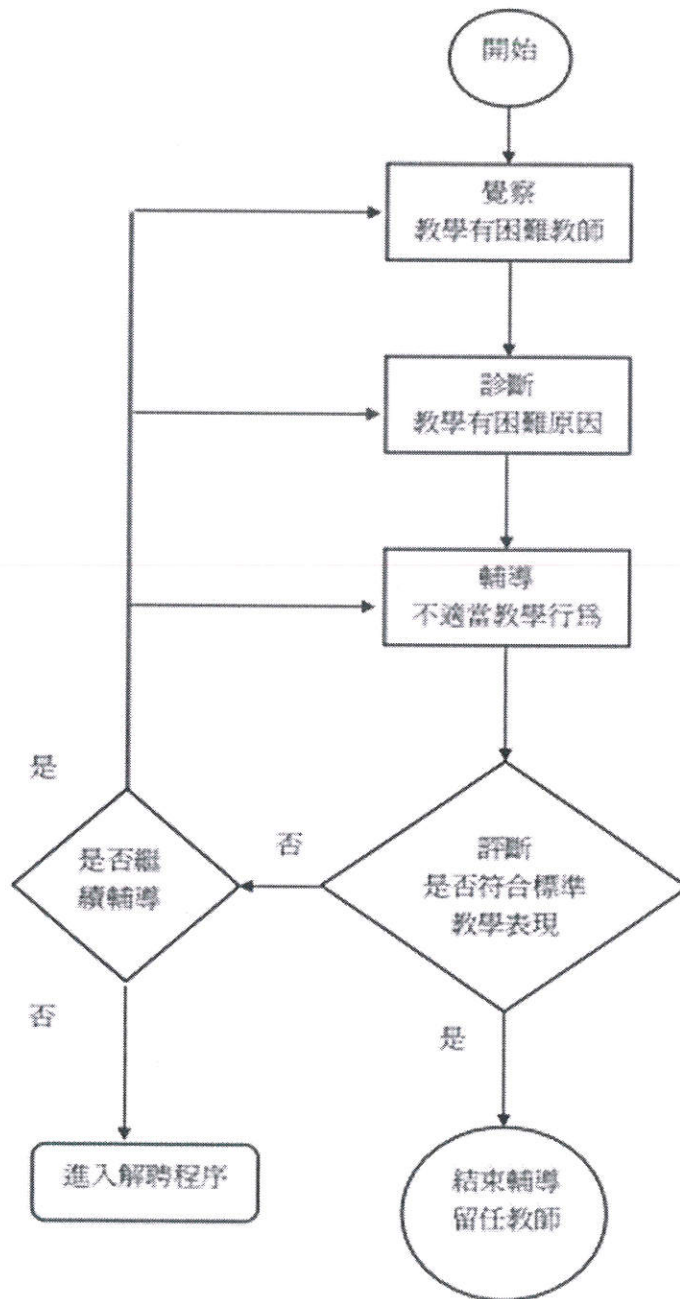 開始
覺察
教學有困難教師
診斷
教學有困難原因
輔導
不適當教學行為
是
是否繼
續輔導
否
評斷
是否符合標準
教學表現
否
是
進入解聘程序
結束輔導
留任教師